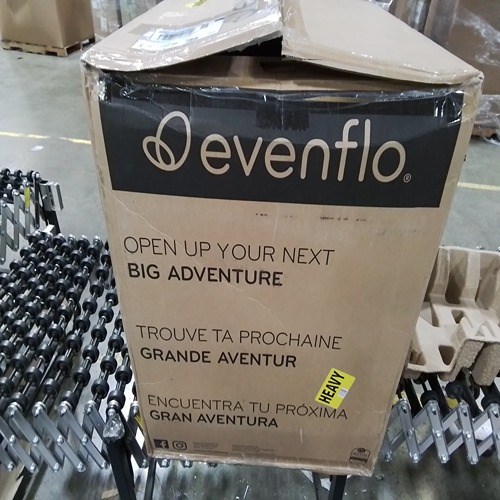 evenflo®
OPEN UP YOUR NEXT
BIG ADVENTURE
TROUVE TA PROCHAINE
GRANDE AVENTUR
HEAVY
ENCUENTRA TU PRÓXIMA
GRAN AVENTURA